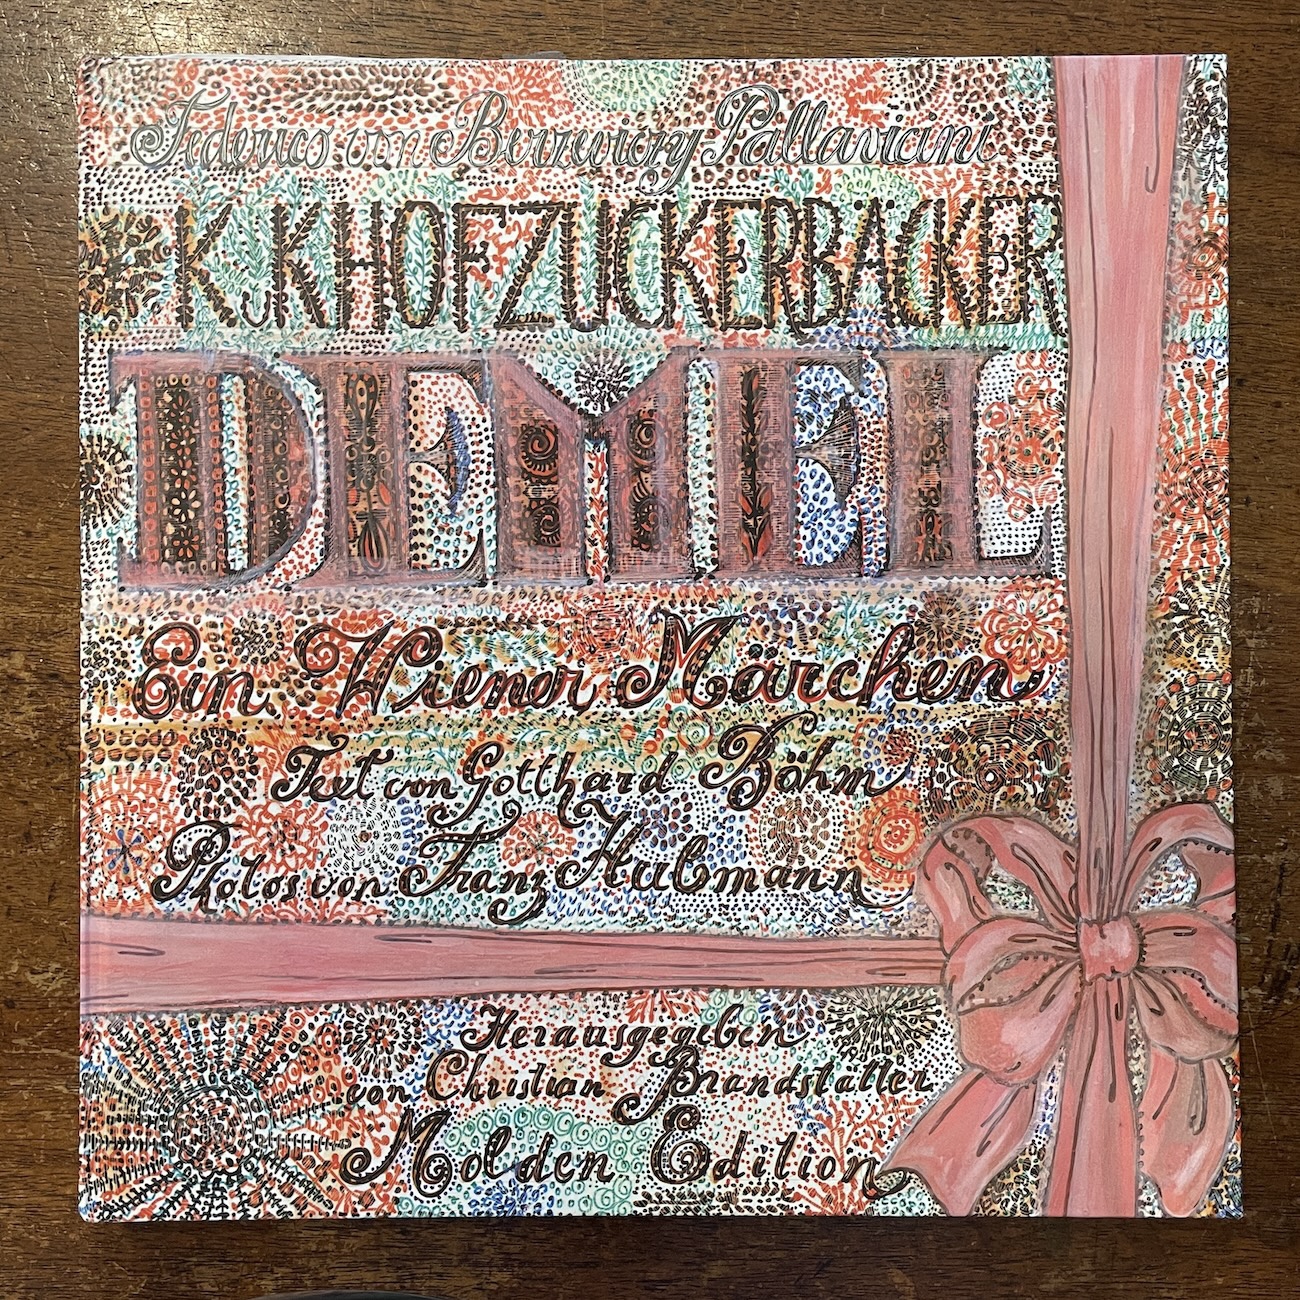 Federico von Berzeviczy-Pallavicini
K.u.K. HOFZUCKERBÄCKER
DEMEL
Ein Wiener Märchen
Text von Gotthard Böhm
Photos von Franz Hubmann
Herausgegeben
von Christian Brandstätter
Molden Edition